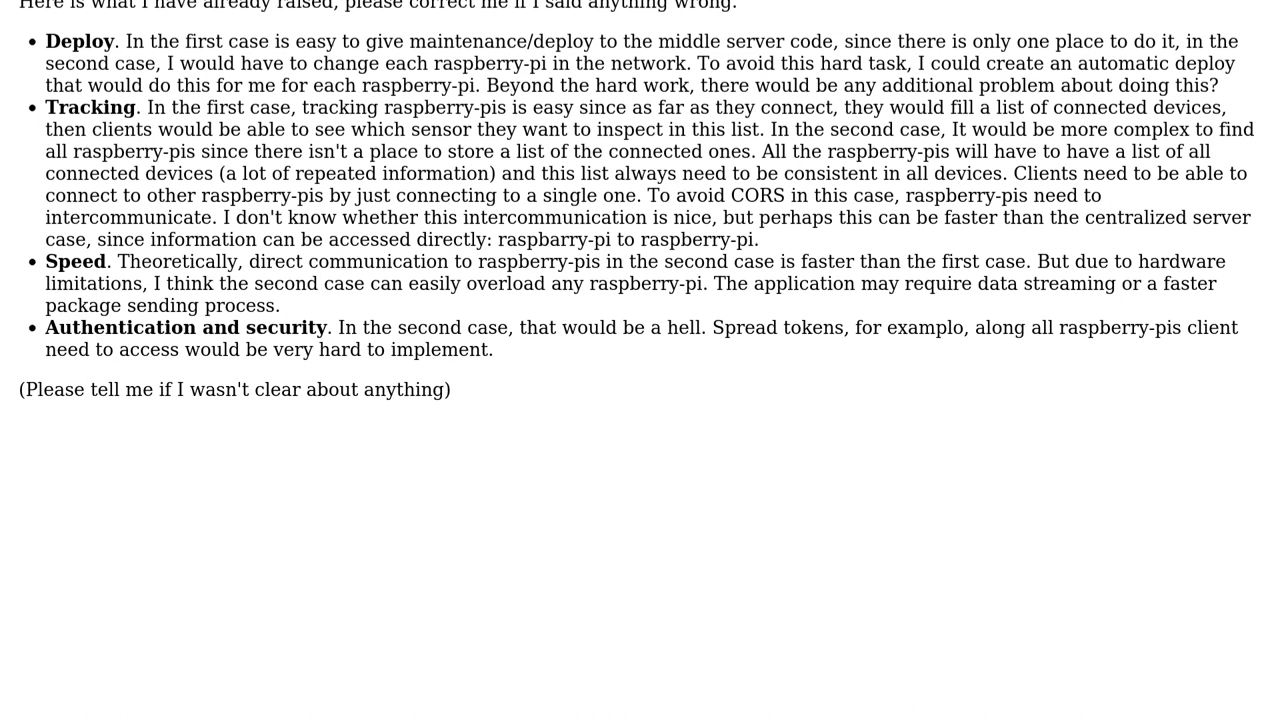 Here is what I have already raised, please correct me if I said anything wrong.
• Deploy. In the first case is easy to give maintenance/deploy to the middle server code, since there is only one place to do it, in the
second case, I would have to change each raspberry-pi in the network. To avoid this hard task, I could create an automatic deploy
that would do this for me for each raspberry-pi. Beyond the hard work, there would be any additional problem about doing this?
• Tracking. In the first case, tracking raspberry-pis is easy since as far as they connect, they would fill a list of connected devices,
then clients would be able to see which sensor they want to inspect in this list. In the second case, It would be more complex to find
all raspberry-pis since there isn't a place to store a list of the connected ones. All the raspberry-pis will have to have a list of all
connected devices (a lot of repeated information) and this list always need to be consistent in all devices. Clients need to be able to
connect to other raspberry-pis by just connecting to a single one. To avoid CORS in this case, raspberry-pis need to
intercommunicate. I don't know whether this intercommunication is nice, but perhaps this can be faster than the centralized server
case, since information can be accessed directly: raspbarry-pi to raspberry-pi.
• Speed. Theoretically, direct communication to raspberry-pis in the second case is faster than the first case. But due to hardware
limitations, I think the second case can easily overload any raspberry-pi. The application may require data streaming or a faster
package sending process.
• Authentication and security. In the second case, that would be a hell. Spread tokens, for examplo, along all raspberry-pis client
need to access would be very hard to implement.
(Please tell me if I wasn't clear about anything)